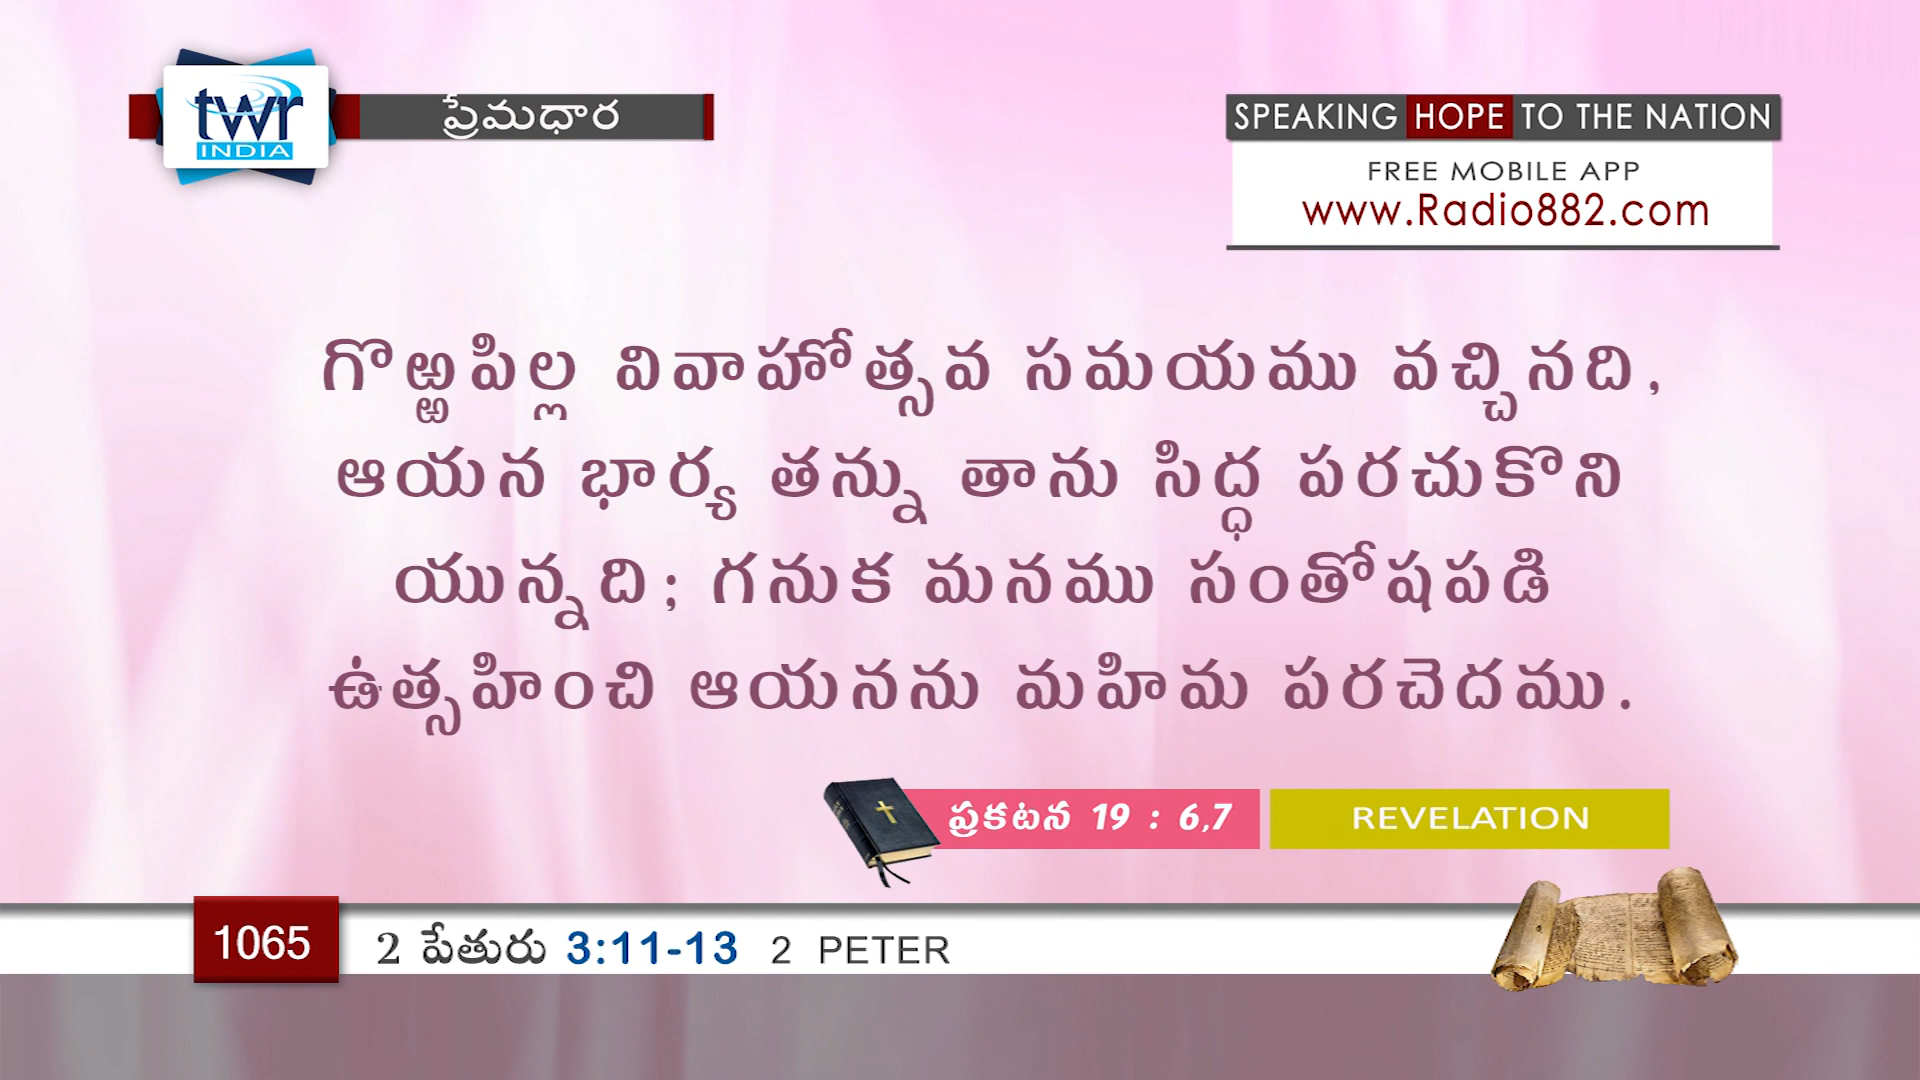 twr
INDIA
ప్రేమధార
SPEAKING HOPE TO THE NATION
FREE MOBILE APP
www.Radio882.com
గొఱ్ఱపిల్ల వివాహోత్సవ సమయము వచ్చినది,
ఆయన భార్య తన్ను తాను సిద్ధ పరచుకొని
యున్నది; గనుక మనము సంతోషపడి
ఉత్సహించి ఆయనను మహిమ పరచెదము.
ప్రకటన 19 : 6,7 REVELATION
1065 2 పేతురు 3:11-13 2 PETER